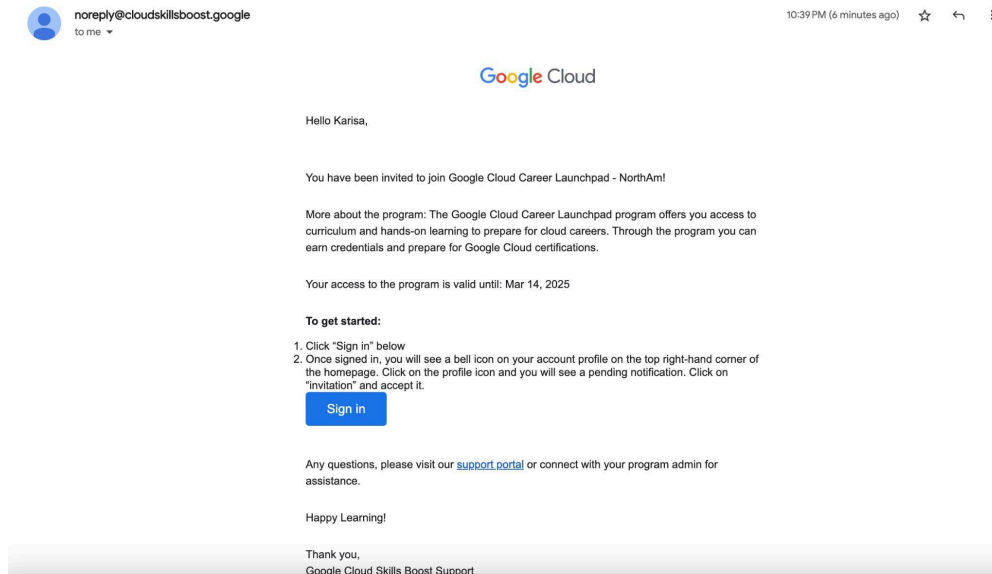 noreply@cloudskillsboost.google
10:39 PM (6 minutes ago)
to me
Google Cloud
Hello Karisa,
You have been invited to join Google Cloud Career Launchpad - NorthAm!
More about the program: The Google Cloud Career Launchpad program offers you access to
curriculum and hands-on learning to prepare for cloud careers. Through the program you can
earn credentials and prepare for Google Cloud certifications.
Your access to the program is valid until: Mar 14, 2025
To get started:
1. Click “Sign in” below
2. Once signed in, you will see a bell icon on your account profile on the top right-hand corner of
the homepage. Click on the profile icon and you will see a pending notification. Click on
“invitation” and accept it.
Sign in
Any questions, please visit our support portal or connect with your program admin for
assistance.
Happy Learning!
Thank you,
Google Cloud Skills Boost Support